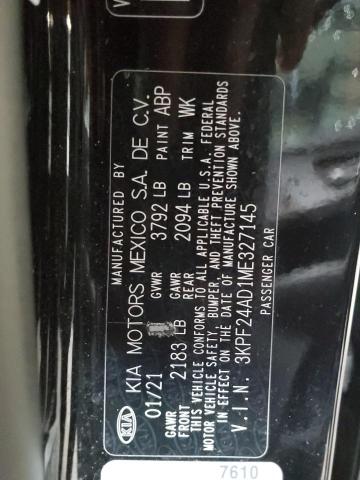 MANUFACTURED BY
KIA KIA MOTORS MEXICO S.A. DE C.V.
01/21 GVWR 3792 LB PAINT ABP
GAWR FRONT 2183 LB GAWR REAR 2094 LB TRIM WK
THIS VEHICLE CONFORMS TO ALL APPLICABLE U.S.A. FEDERAL
MOTOR VEHICLE SAFETY, BUMPER, AND THEFT PREVENTION STANDARDS
IN EFFECT ON THE DATE OF MANUFACTURE SHOWN ABOVE.
V.I.N. 3KPF24AD1ME327145
PASSENGER CAR
7610